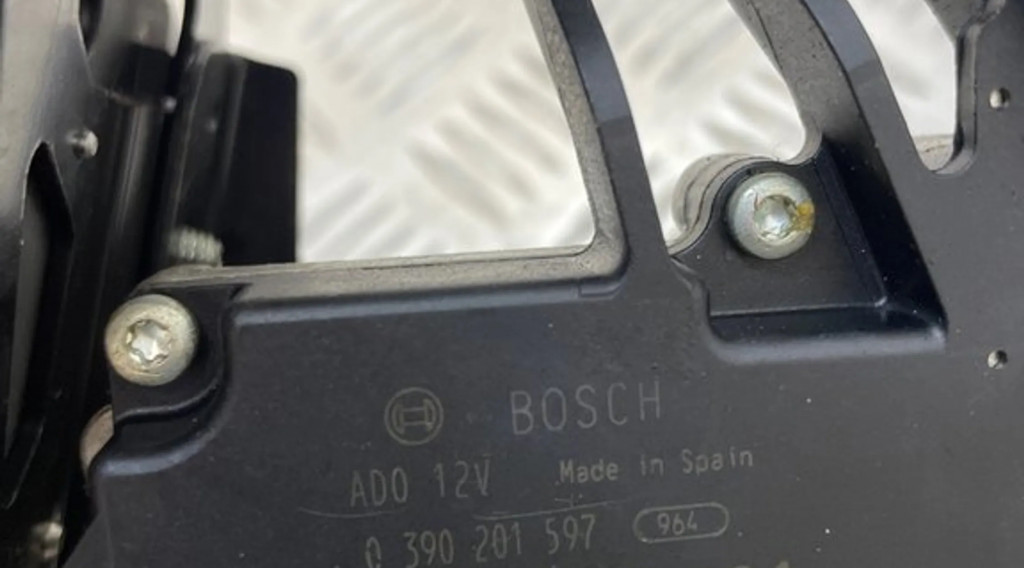 BOSCH
ADO 12V Made in Spain
0 390 201 597 964